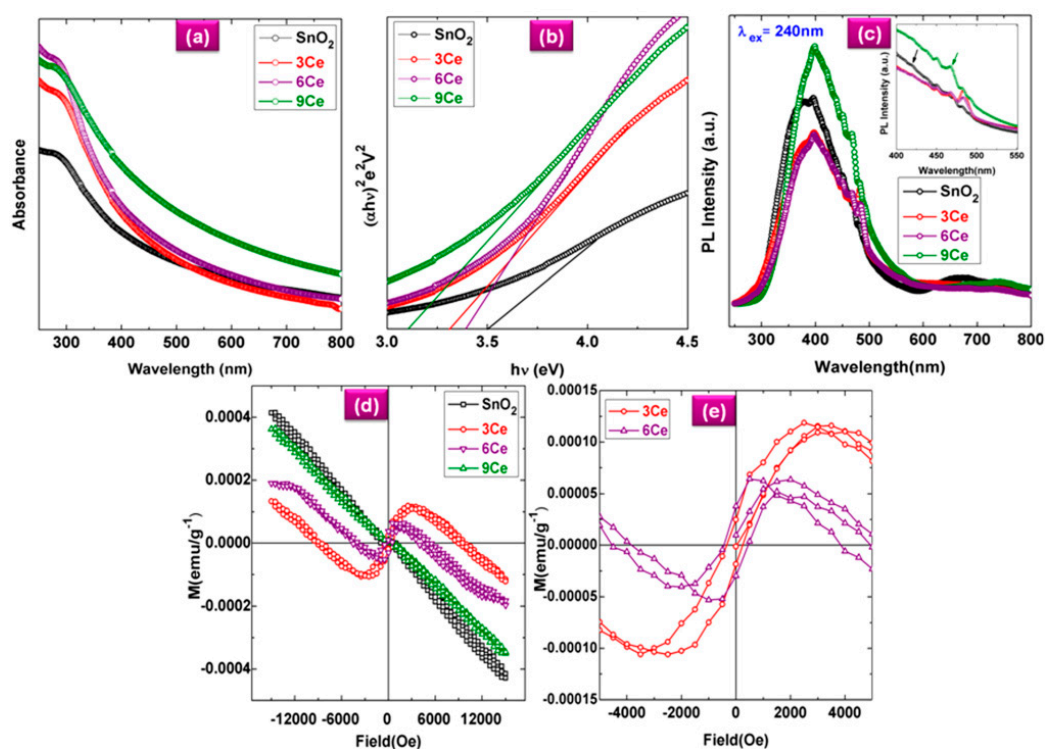 (a)
SnO2
3Ce
6Ce
9Ce
Absorbance
300 400 500 600 700 800
Wavelength (nm)
(b)
SnO2
3Ce
6Ce
9Ce
(αhν)²e²V²
3.0 3.5 4.0 4.5
hν (eV)
λex= 240nm
(c)
PL Intensity (a.u.)
400 450 500 550
Wavelength(nm)
SnO2
3Ce
6Ce
9Ce
PL Intensity (a.u.)
300 400 500 600 700 800
Wavelength(nm)
(d)
SnO2
3Ce
6Ce
9Ce
0.0004
0.0002
0.0000
-0.0002
-0.0004
M(emu/g⁻¹)
-12000 -6000 0 6000 12000
Field(Oe)
(e)
3Ce
6Ce
0.00015
0.00010
0.00005
0.00000
-0.00005
-0.00010
-0.00015
M(emu/g⁻¹)
-4000 -2000 0 2000 4000
Field(Oe)